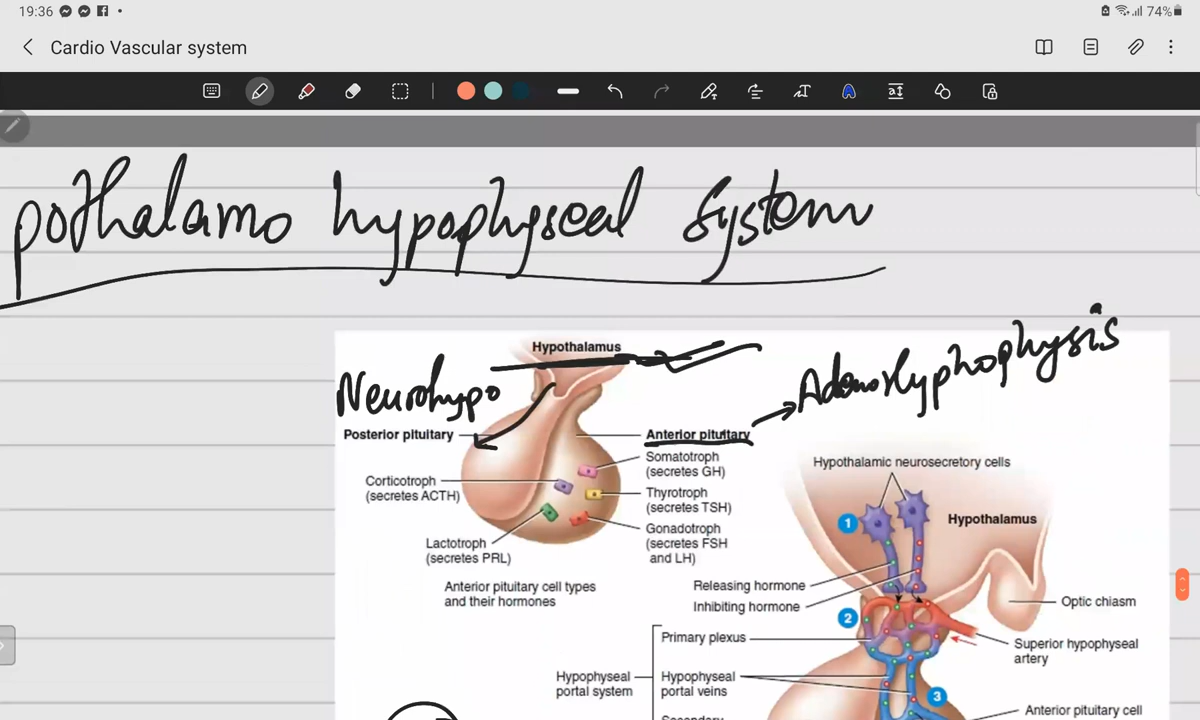 19:36
74%
Cardio Vascular system
pothalamo hypophyseal system
Hypothalamus
Neurohypo
Adenohyphophysis
Posterior pituitary
Anterior pituitary
Somatotroph
(secretes GH)
Corticotroph
(secretes ACTH)
Thyrotroph
(secretes TSH)
Gonadotroph
(secretes FSH
and LH)
Lactotroph
(secretes PRL)
Anterior pituitary cell types
and their hormones
Hypothalamic neurosecretory cells
1
Hypothalamus
Releasing hormone
Inhibiting hormone
Optic chiasm
2
Primary plexus
Superior hypophyseal
artery
Hypophyseal
portal system
Hypophyseal
portal veins
3
Anterior pituitary cell